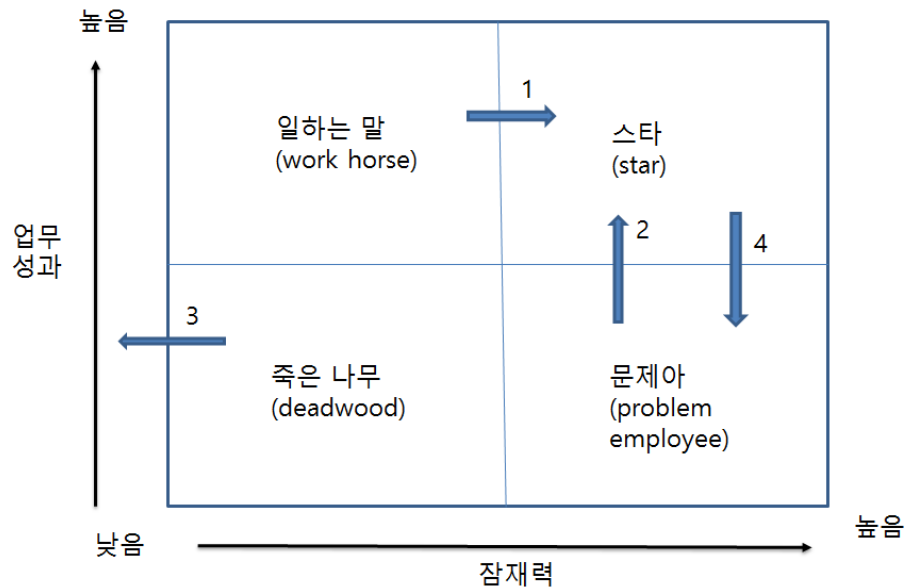 높음
1
일하는 말
(work horse)
스타
(star)
업무
성과
2
4
3
죽은 나무
(deadwood)
문제아
(problem
employee)
낮음
높음
잠재력